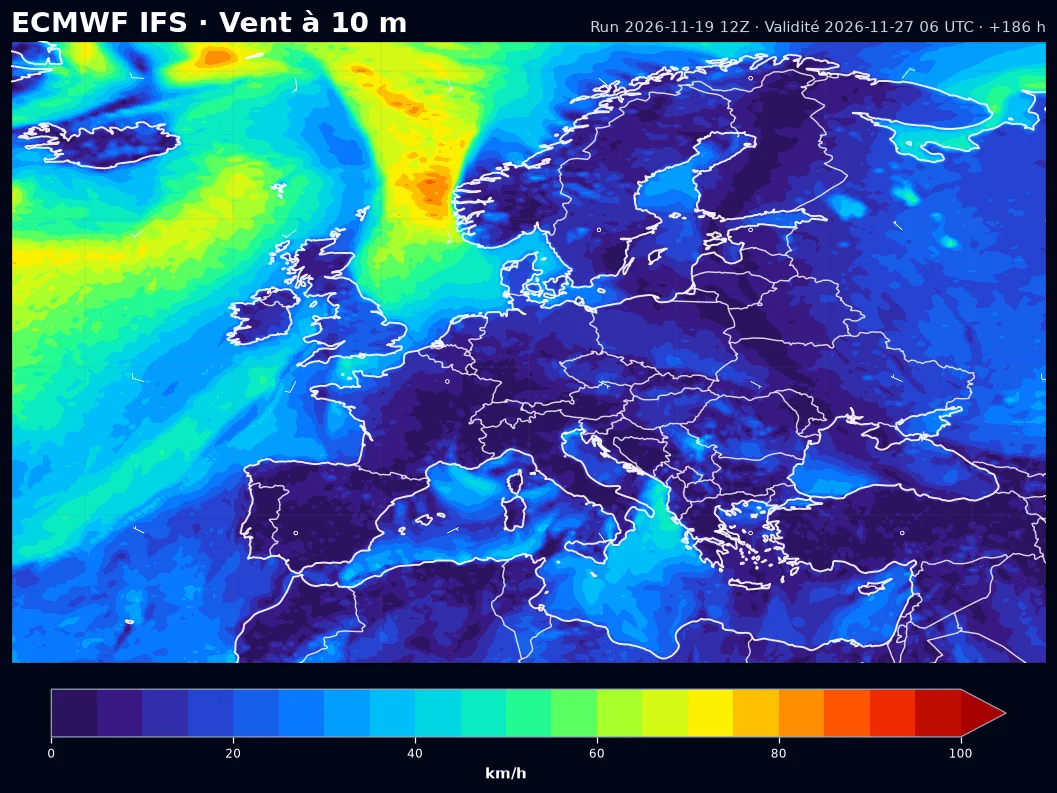 ECMWF IFS · Vent à 10 m
Run 2026-11-19 12Z · Validité 2026-11-27 06 UTC · +186 h
0 20 40 60 80 100
km/h